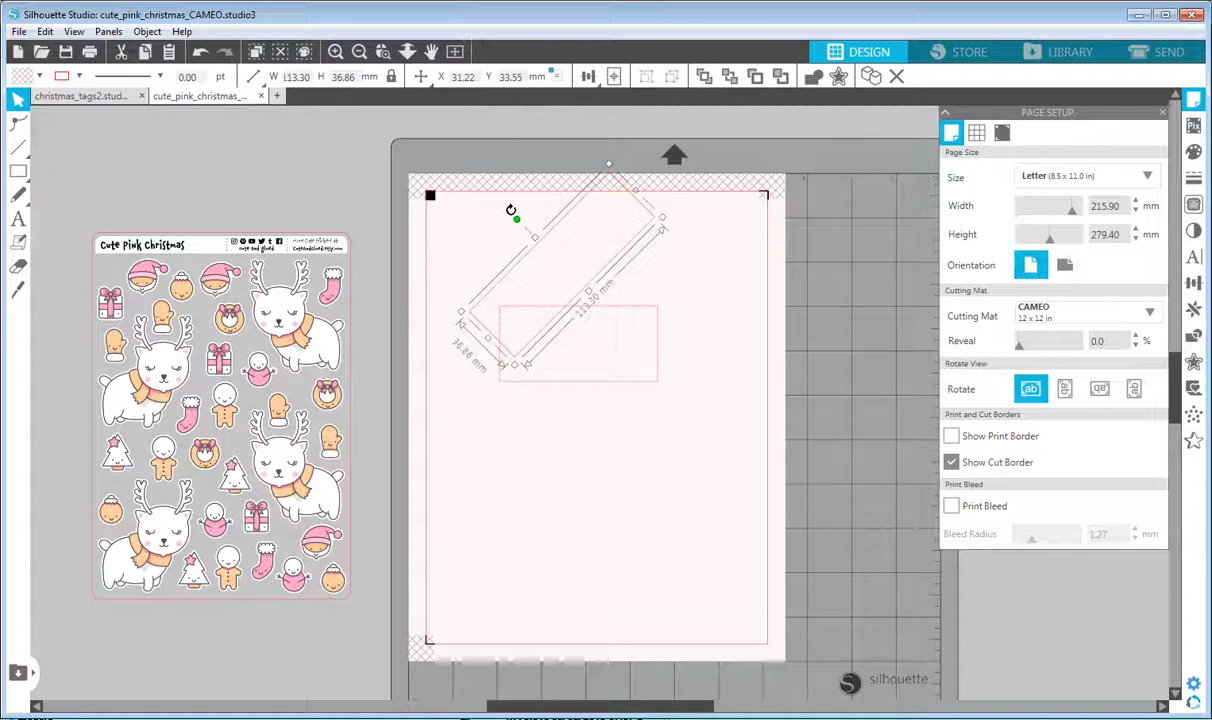 Silhouette Studio: cute_pink_christmas_CAMEO.studio3
File Edit View Panels Object Help
DESIGN STORE LIBRARY SEND
0.00 pt W 113.30 H 36.86 mm X 31.22 Y 33.55 mm
christmas_tags2.stud... cute_pink_christmas_...
PAGE SETUP
Page Size
Size Letter (8.5 x 11.0 in)
Width 215.90 mm
Height 279.40 mm
Orientation
Cutting Mat
Cutting Mat CAMEO
12 x 12 in
Reveal 0.0 %
Rotate View
Rotate
Print and Cut Borders
Show Print Border
Show Cut Border
Print Bleed
Print Bleed
Bleed Radius 1.27 mm
Cute Pink Christmas
113.30 mm
36.86 mm
silhouette